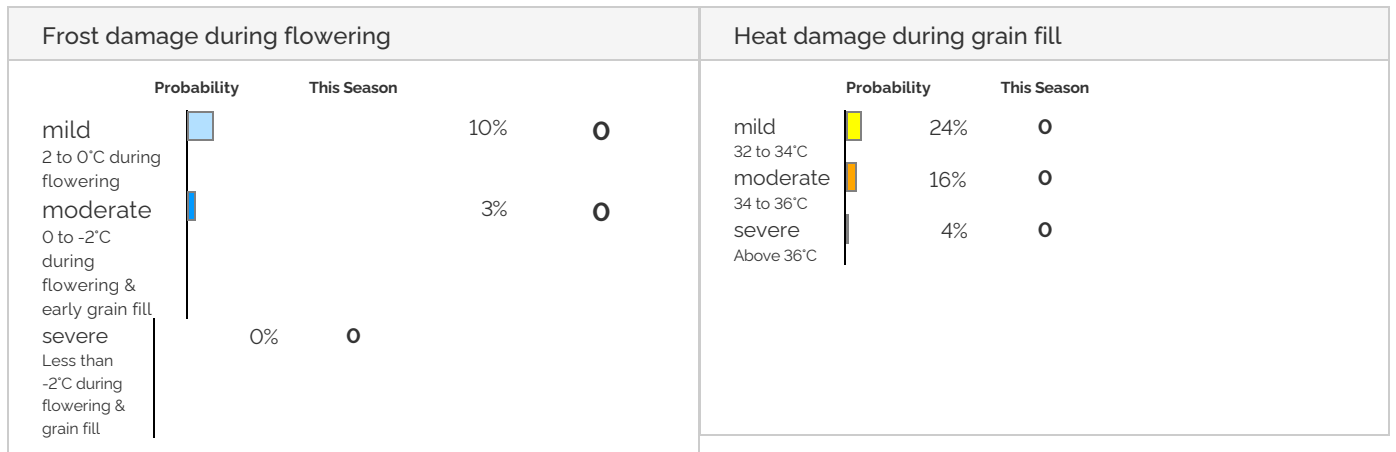 Frost damage during flowering
Probability This Season
mild 10% 0
2 to 0°C during
flowering
moderate 3% 0
0 to -2°C
during
flowering &
early grain fill
severe 0% 0
Less than
-2°C during
flowering &
grain fill
Heat damage during grain fill
Probability This Season
mild 24% 0
32 to 34°C
moderate 16% 0
34 to 36°C
severe 4% 0
Above 36°C